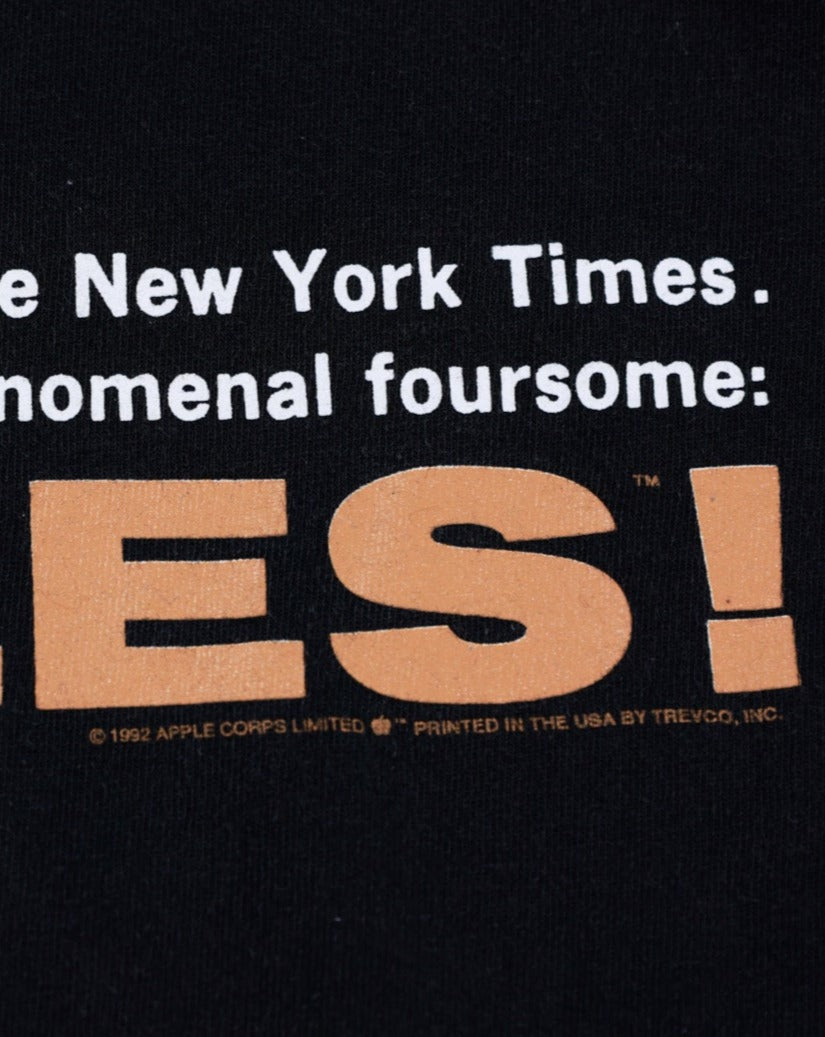 e New York Times.
nomenal foursome:
ES!™
© 1992 APPLE CORPS LIMITED ™ PRINTED IN THE USA BY TREVCO, INC.